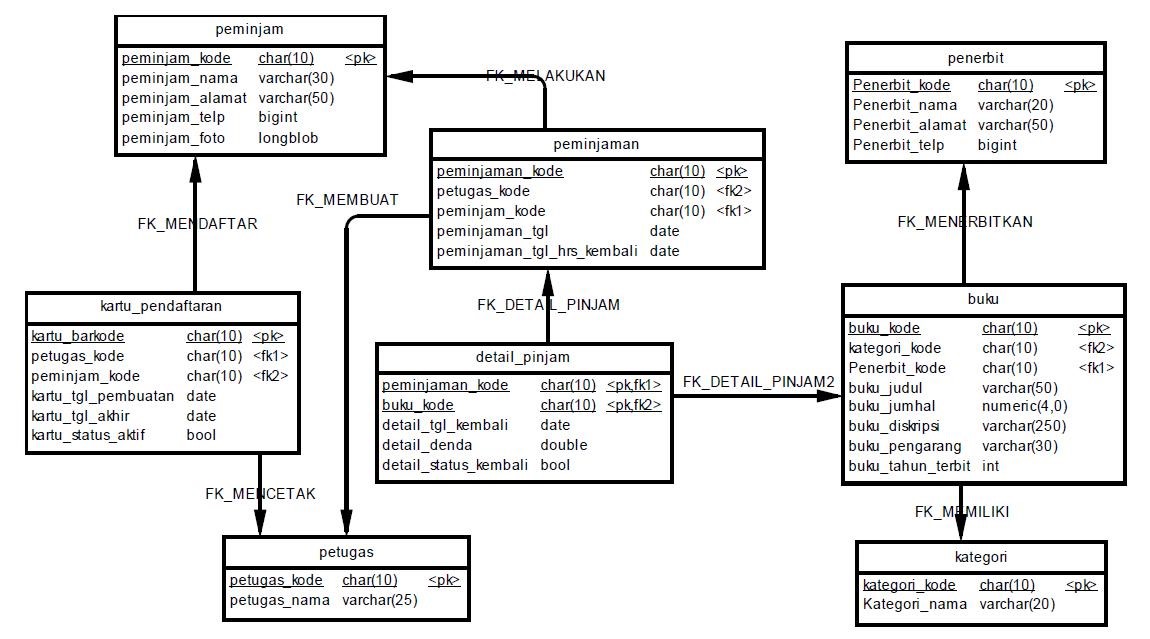 peminjam
peminjam_kode char(10) <pk>
peminjam_nama varchar(30)
peminjam_alamat varchar(50)
peminjam_telp bigint
peminjam_foto longblob
FK_MELAKUKAN
penerbit
Penerbit_kode char(10) <pk>
Penerbit_nama varchar(20)
Penerbit_alamat varchar(50)
Penerbit_telp bigint
peminjaman
peminjaman_kode char(10) <pk>
petugas_kode char(10) <fk2>
peminjam_kode char(10) <fk1>
peminjaman_tgl date
peminjaman_tgl_hrs_kembali date
FK_MEMBUAT
FK_MENDAFTAR
FK_MENERBITKAN
kartu_pendaftaran
kartu_barkode char(10) <pk>
petugas_kode char(10) <fk1>
peminjam_kode char(10) <fk2>
kartu_tgl_pembuatan date
kartu_tgl_akhir date
kartu_status_aktif bool
FK_DETAIL_PINJAM
detail_pinjam
peminjaman_kode char(10) <pk,fk1>
buku_kode char(10) <pk,fk2>
detail_tgl_kembali date
detail_denda double
detail_status_kembali bool
FK_DETAIL_PINJAM2
buku
buku_kode char(10) <pk>
kategori_kode char(10) <fk2>
Penerbit_kode char(10) <fk1>
buku_judul varchar(50)
buku_jumhal numeric(4,0)
buku_diskripsi varchar(250)
buku_pengarang varchar(30)
buku_tahun_terbit int
FK_MENCETAK
FK_MEMILIKI
petugas
petugas_kode char(10) <pk>
petugas_nama varchar(25)
kategori
kategori_kode char(10) <pk>
Kategori_nama varchar(20)